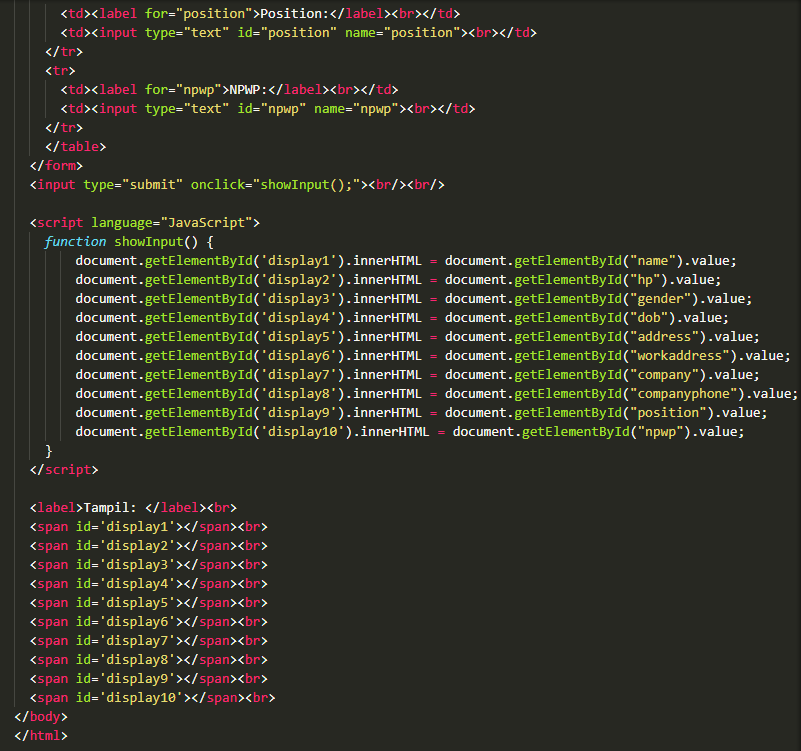 <td><label for="position">Position:</label><br></td>
<td><input type="text" id="position" name="position"><br></td>
</tr>
<tr>
<td><label for="npwp">NPWP:</label><br></td>
<td><input type="text" id="npwp" name="npwp"><br></td>
</tr>
</table>
</form>
<input type="submit" onclick="showInput();"><br/><br/>
<script language="JavaScript">
function showInput() {
document.getElementById('display1').innerHTML = document.getElementById("name").value;
document.getElementById('display2').innerHTML = document.getElementById("hp").value;
document.getElementById('display3').innerHTML = document.getElementById("gender").value;
document.getElementById('display4').innerHTML = document.getElementById("dob").value;
document.getElementById('display5').innerHTML = document.getElementById("address").value;
document.getElementById('display6').innerHTML = document.getElementById("workaddress").value;
document.getElementById('display7').innerHTML = document.getElementById("company").value;
document.getElementById('display8').innerHTML = document.getElementById("companyphone").value;
document.getElementById('display9').innerHTML = document.getElementById("position").value;
document.getElementById('display10').innerHTML = document.getElementById("npwp").value;
}
</script>
<label>Tampil: </label><br>
<span id='display1'></span><br>
<span id='display2'></span><br>
<span id='display3'></span><br>
<span id='display4'></span><br>
<span id='display5'></span><br>
<span id='display6'></span><br>
<span id='display7'></span><br>
<span id='display8'></span><br>
<span id='display9'></span><br>
<span id='display10'></span><br>
</body>
</html>